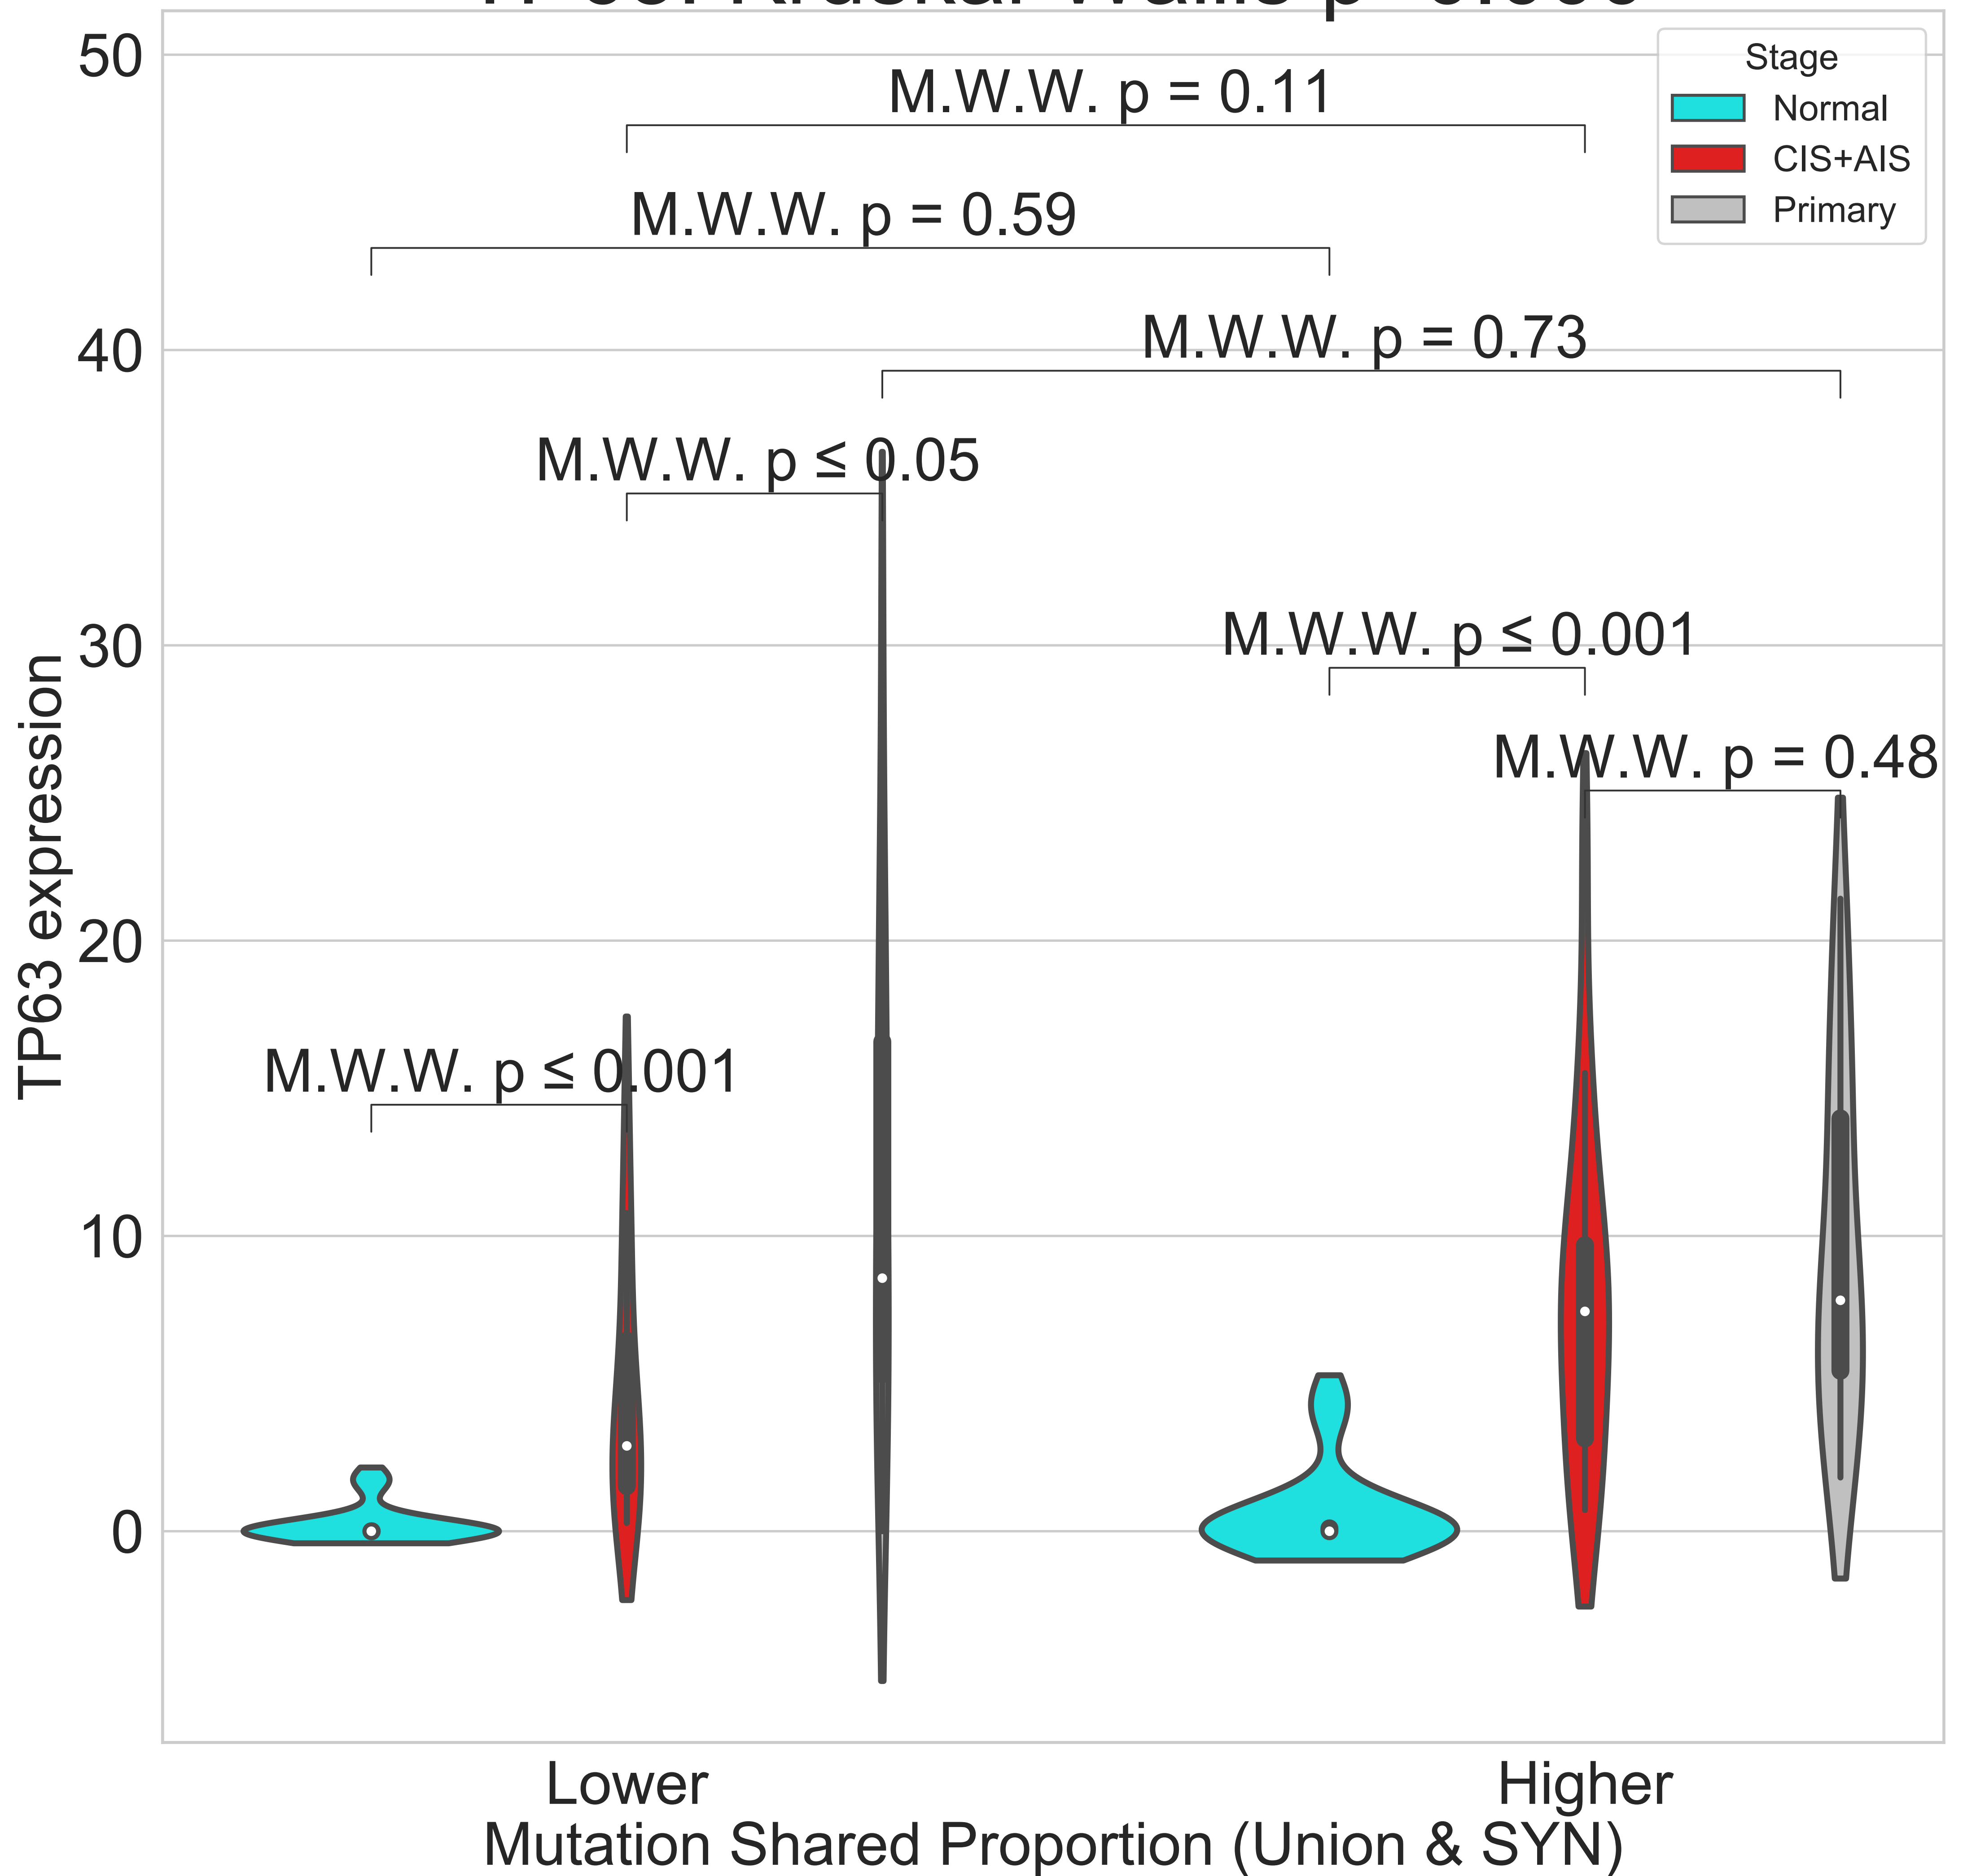 50
Stage
Normal
CIS+AIS
Primary
M.W.W. p = 0.11
M.W.W. p = 0.59
40
M.W.W. p = 0.73
M.W.W. p ≤ 0.05
30
M.W.W. p ≤ 0.001
M.W.W. p = 0.48
TP63 expression
20
M.W.W. p ≤ 0.001
10
0
Lower
Higher
Mutation Shared Proportion (Union & SYN)